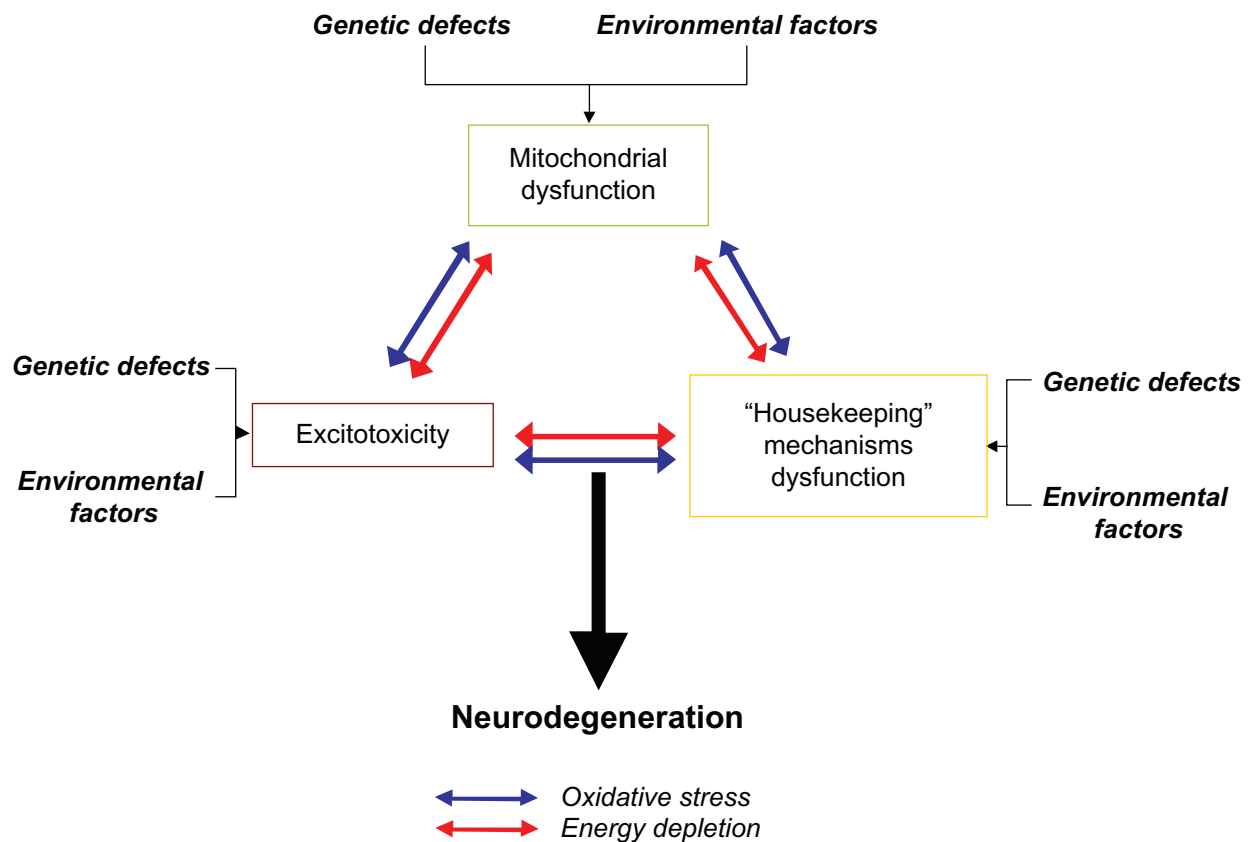 Genetic defects
Environmental factors
Mitochondrial
dysfunction
Genetic defects
Environmental
factors
Excitotoxicity
“Housekeeping”
mechanisms
dysfunction
Genetic defects
Environmental
factors
Neurodegeneration
Oxidative stress
Energy depletion